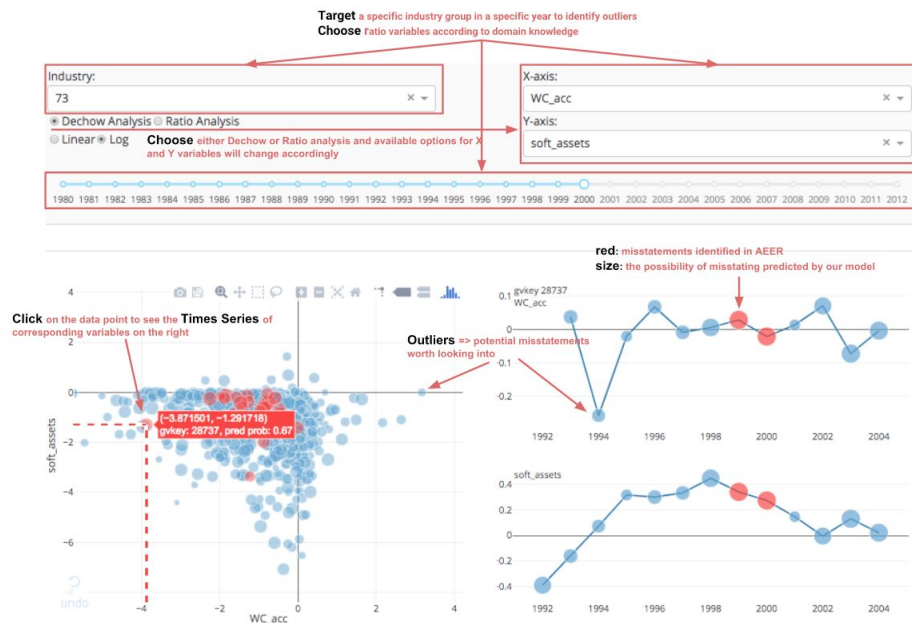 Target a specific industry group in a specific year to identify outliers
Choose ratio variables according to domain knowledge
Industry:
73
X-axis:
WC_acc
Dechow Analysis Ratio Analysis
Y-axis:
Linear Log
Choose either Dechow or Ratio analysis and available options for X
and Y variables will change accordingly
soft_assets
1980 1981 1982 1983 1984 1985 1986 1987 1988 1989 1990 1991 1992 1993 1994 1995 1996 1997 1998 1999 2000 2001 2002 2003 2004 2005 2006 2007 2008 2009 2010 2011 2012
red: misstatements identified in AEER
size: the possibility of misstating predicted by our model
Click on the data point to see the Times Series of
corresponding variables on the right
4
2
0
−2
−4
−6
soft_assets
(−3.871501, −1.291718)
gvkey: 28737, pred prob: 0.67
undo
−4 −2 0 2 4
WC_acc
Outliers => potential misstatements
worth looking into
gvkey 28737
WC_acc
0.1
0
-0.1
-0.2
1992 1994 1996 1998 2000 2002 2004
soft_assets
0.4
0.2
0
-0.2
-0.4
1992 1994 1996 1998 2000 2002 2004